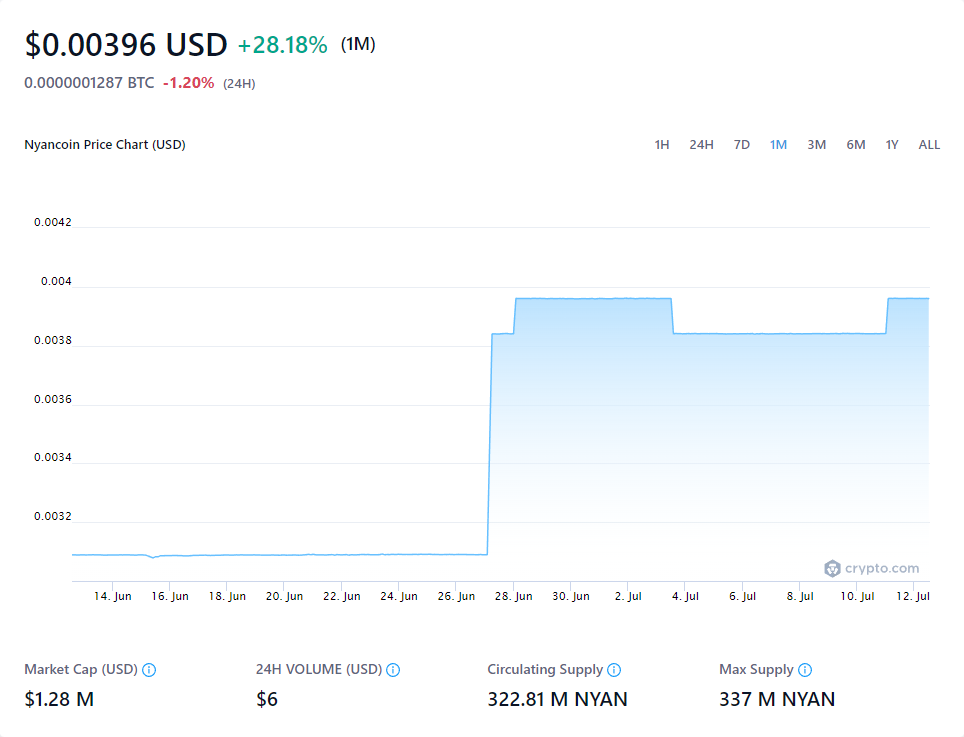 $0.00396 USD +28.18% (1M)
0.0000001287 BTC -1.20% (24H)
Nyancoin Price Chart (USD) 1H 24H 7D 1M 3M 6M 1Y ALL
0.0042
0.004
0.0038
0.0036
0.0034
0.0032
crypto.com
14. Jun 16. Jun 18. Jun 20. Jun 22. Jun 24. Jun 26. Jun 28. Jun 30. Jun 2. Jul 4. Jul 6. Jul 8. Jul 10. Jul 12. Jul
Market Cap (USD) 24H VOLUME (USD) Circulating Supply Max Supply
$1.28 M $6 322.81 M NYAN 337 M NYAN